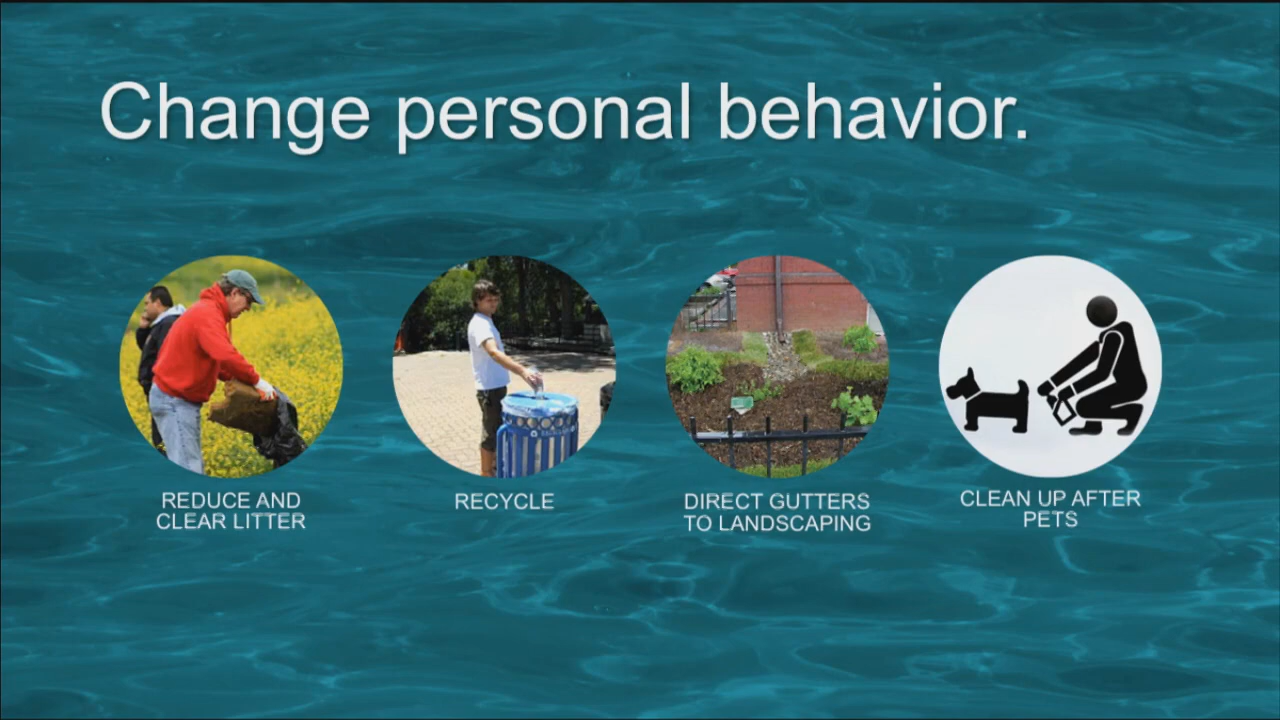 Change personal behavior.
REDUCE AND
CLEAR LITTER
RECYCLE
DIRECT GUTTERS
TO LANDSCAPING
CLEAN UP AFTER
PETS